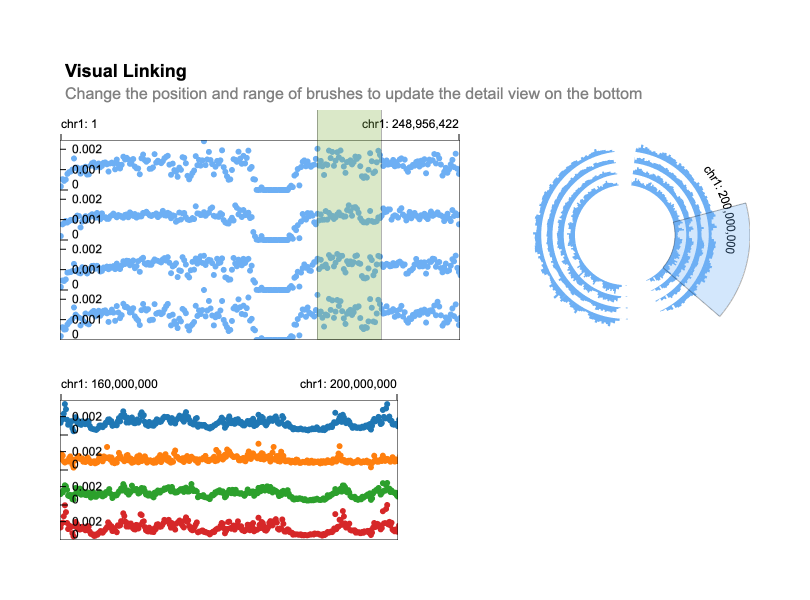 Visual Linking
Change the position and range of brushes to update the detail view on the bottom
chr1: 1
chr1: 248,956,422
0.002
0.001
0
0.002
0.001
0
0.002
0.001
0
0.002
0.001
0
chr1: 200,000,000
chr1: 160,000,000
chr1: 200,000,000
0.002
0
0.002
0
0.002
0
0.002
0